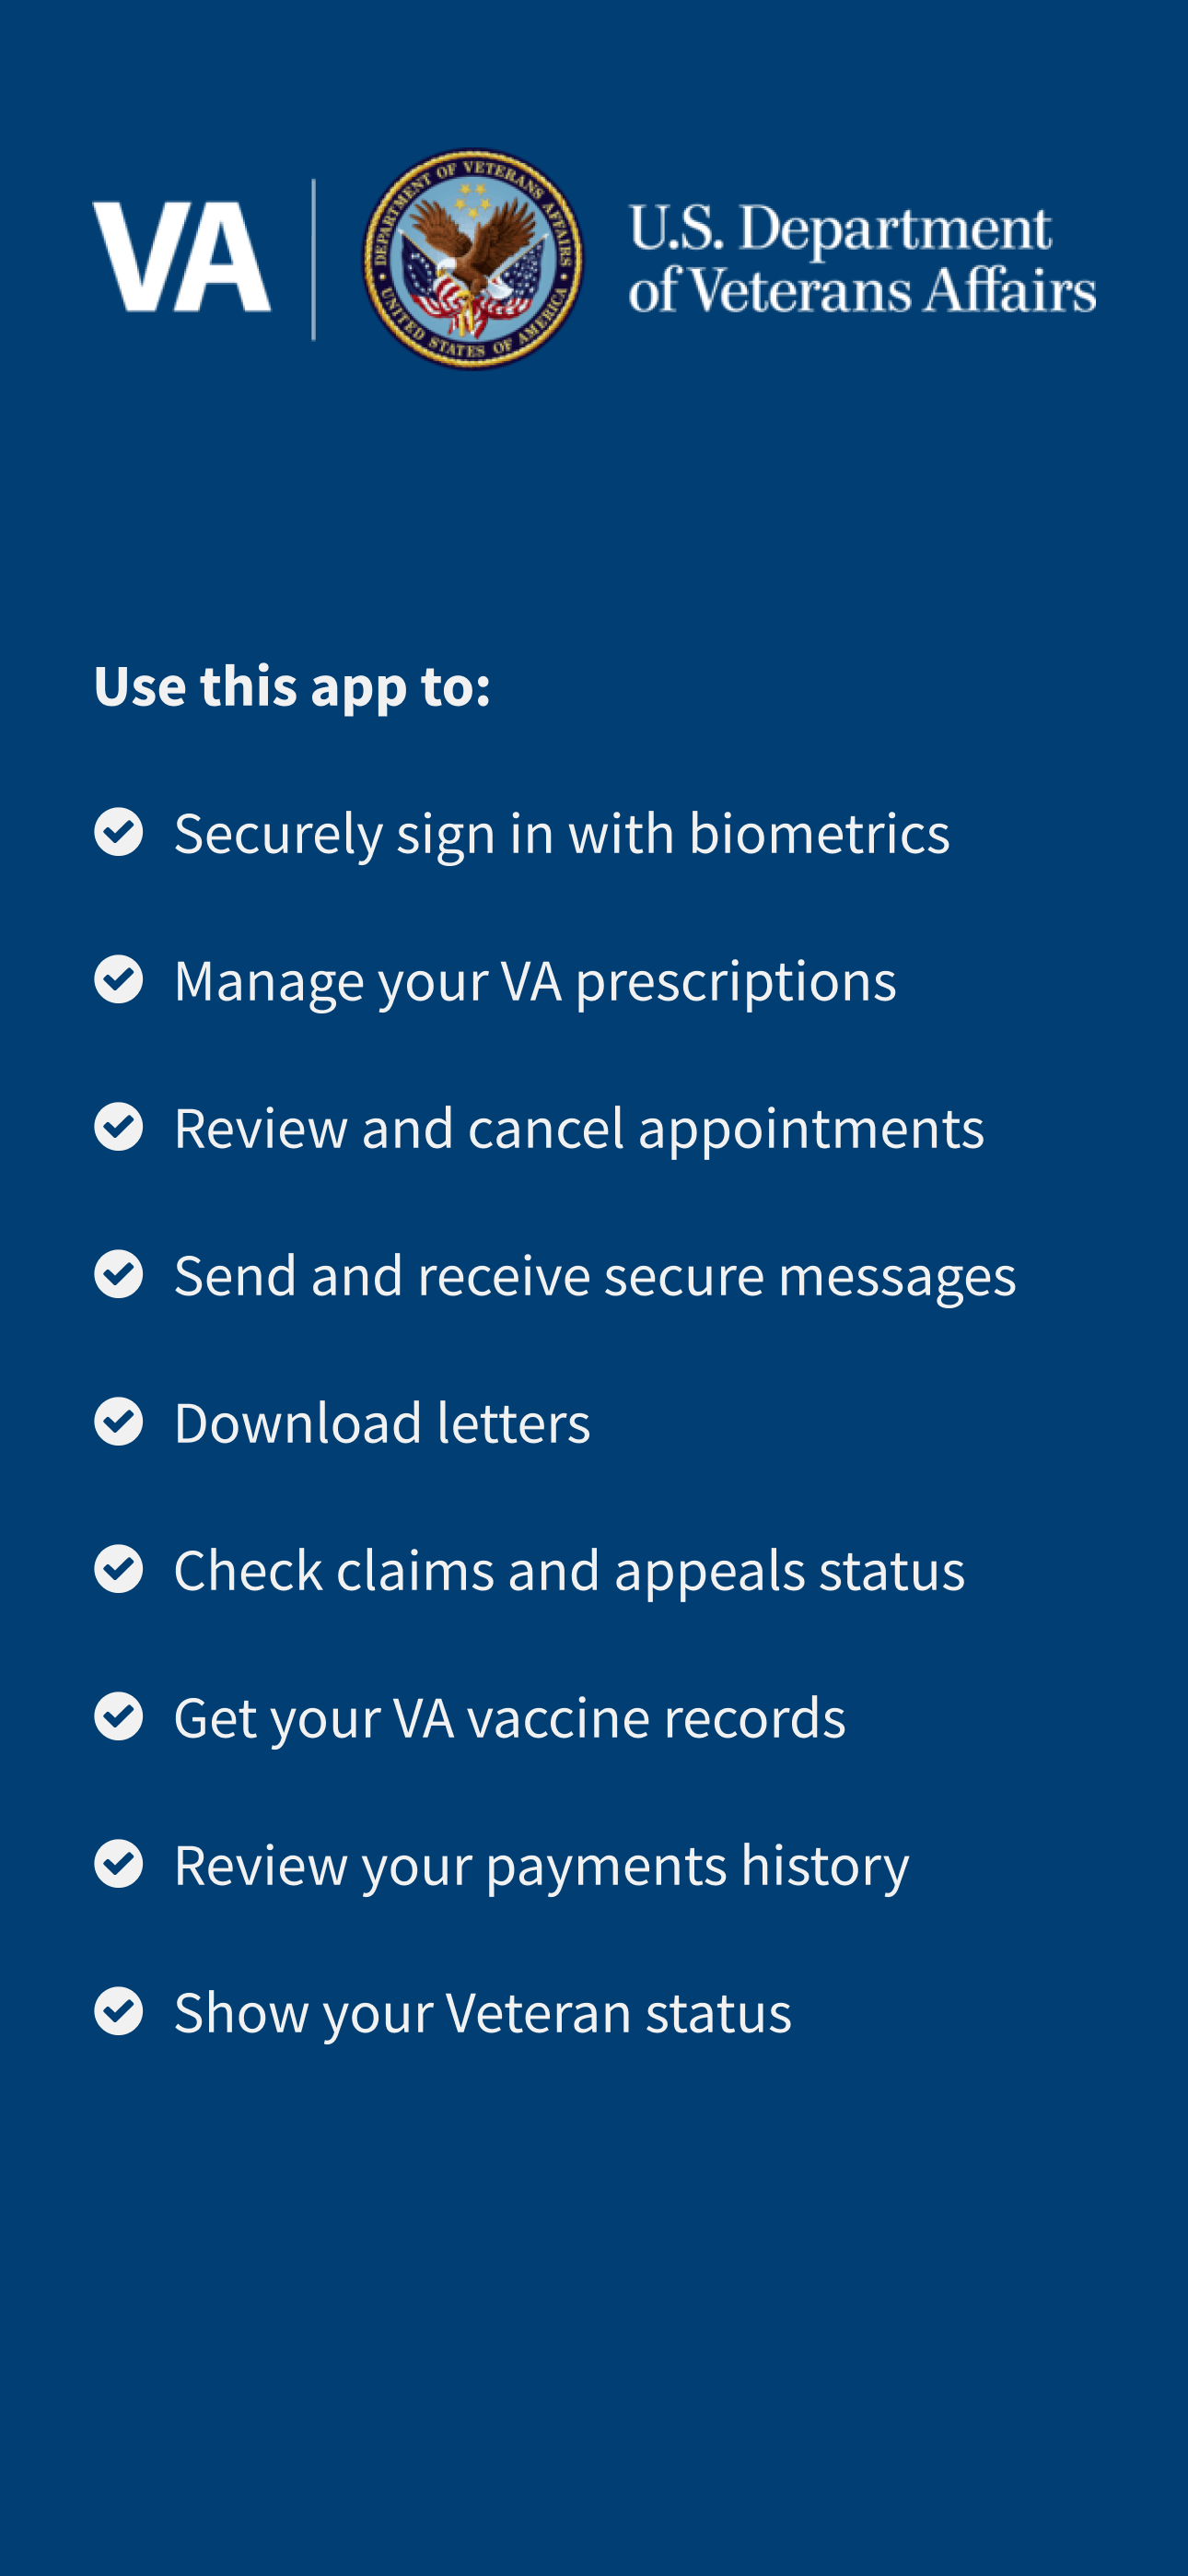 VA
DEPARTMENT OF VETERANS AFFAIRS
UNITED STATES OF AMERICA
U.S. Department
of Veterans Affairs
Use this app to:
Securely sign in with biometrics
Manage your VA prescriptions
Review and cancel appointments
Send and receive secure messages
Download letters
Check claims and appeals status
Get your VA vaccine records
Review your payments history
Show your Veteran status